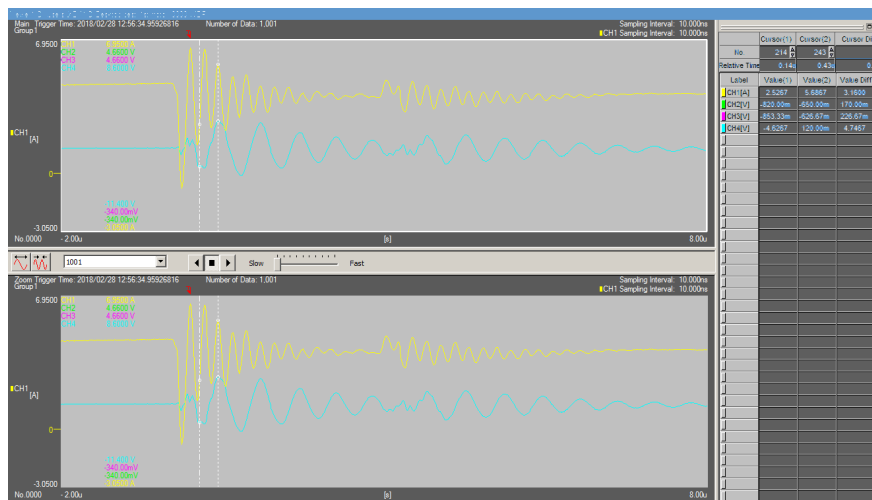 Main Trigger Time: 2018/02/28 12:56:34.95926816 Number of Data: 1,001 Sampling Interval: 10.000ns
Group1 CH1 Sampling Interval: 10.000ns
6.9500 CH1 6.9500 A
CH2 4.6600 V
CH3 4.6600 V
CH1
[A]
0
-340.00mV
-3.0500
No.0000 -2.00u [s] 8.00u
1001 Slow Fast
Zoom Trigger Time: 2018/02/28 12:56:34.95926816 Number of Data: 1,001 Sampling Interval: 10.000ns
Group1 CH1 Sampling Interval: 10.000ns
6.9500 CH1 6.9500 A
CH2 4.6600 V
CH3 4.6600 V
CH1
[A]
0
-340.00mV
-3.0500
No.0000 -2.00u [s] 8.00u
Cursor(1) Cursor(2) Cursor Di
No 214 243
Relative Time 0.14u 0.43u 0.
Label Value(1) Value(2) Value Diff
CH1[A] 2.5267 5.6867 3.1600
CH2[V] -820.00m -650.00m 170.00m
CH3[V] -853.33m -626.67m 226.67m
CH4[V] -4.6267 120.00m 4.7467